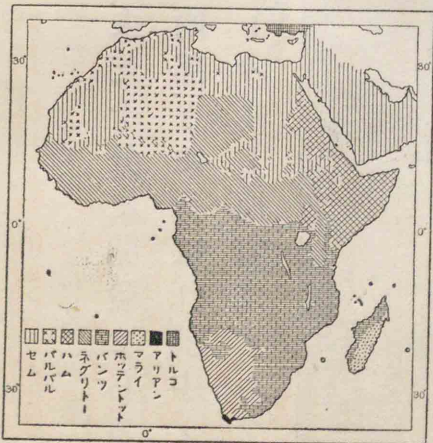 30°
30°
0°
0°
トルコ
アリアン
マライ
ホッテントット
バンツ
ネグリトー
ハム
バルバル
セム
30°
30°
0°